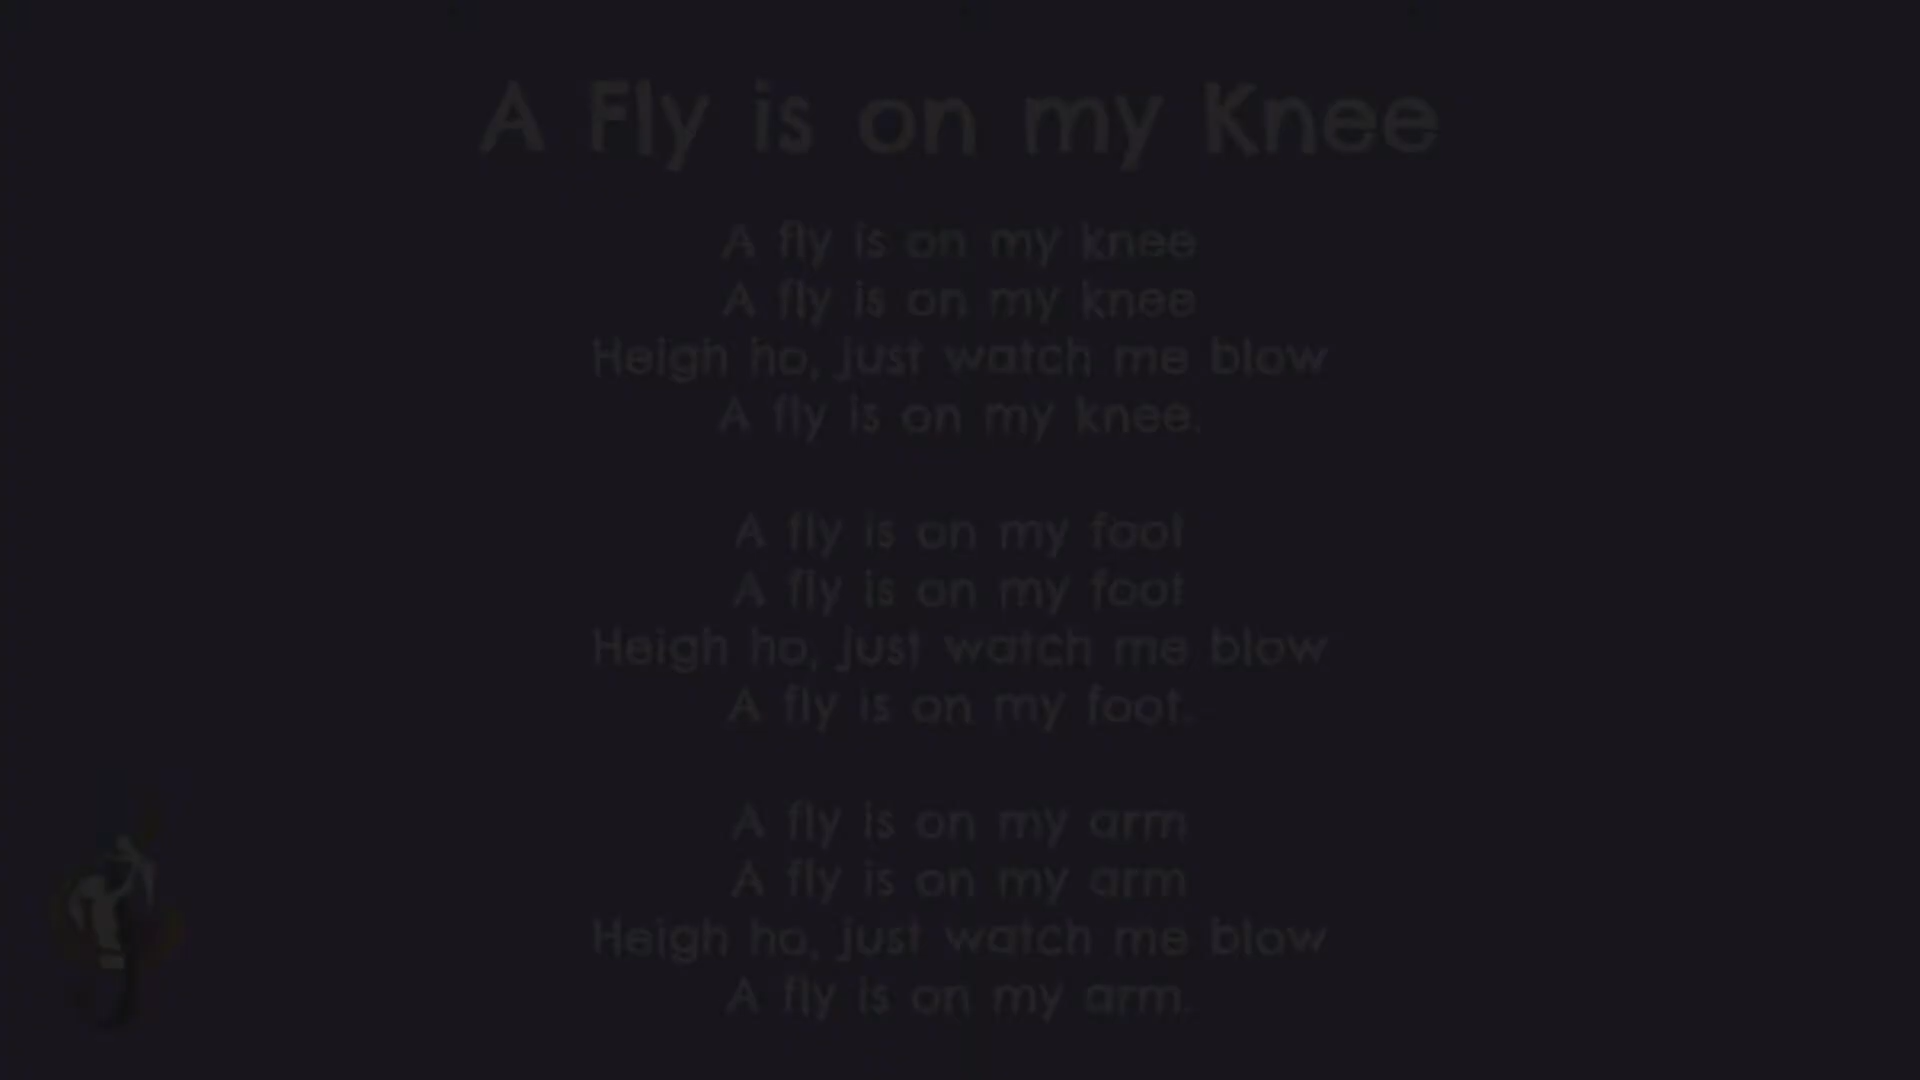 A Fly is on my Knee
A fly is on my knee
A fly is on my knee
Heigh ho, just watch me blow
A fly is on my knee.
A fly is on my foot
A fly is on my foot
Heigh ho, just watch me blow
A fly is on my foot.
A fly is on my arm
A fly is on my arm
Heigh ho, just watch me blow
A fly is on my arm.